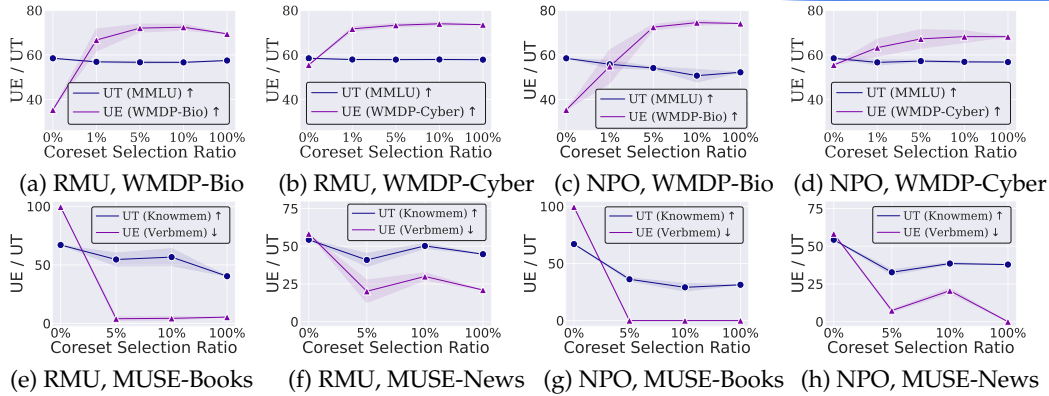 80
60
40
UE / UT
UT (MMLU) ↑
UE (WMDP-Bio) ↑
0% 1% 5% 10% 100%
Coreset Selection Ratio
(a) RMU, WMDP-Bio
80
60
40
UE / UT
UT (MMLU) ↑
UE (WMDP-Cyber) ↑
0% 1% 5% 10% 100%
Coreset Selection Ratio
(b) RMU, WMDP-Cyber
80
60
40
UE / UT
UT (MMLU) ↑
UE (WMDP-Bio) ↑
0% 1% 5% 10% 100%
Coreset Selection Ratio
(c) NPO, WMDP-Bio
80
60
40
UE / UT
UT (MMLU) ↑
UE (WMDP-Cyber) ↑
0% 1% 5% 10% 100%
Coreset Selection Ratio
(d) NPO, WMDP-Cyber
100
50
0
UE / UT
UT (Knowmem) ↑
UE (Verbmem) ↓
0% 5% 10% 100%
Coreset Selection Ratio
(e) RMU, MUSE-Books
75
50
25
0
UE / UT
UT (Knowmem) ↑
UE (Verbmem) ↓
0% 5% 10% 100%
Coreset Selection Ratio
(f) RMU, MUSE-News
100
50
0
UE / UT
UT (Knowmem) ↑
UE (Verbmem) ↓
0% 5% 10% 100%
Coreset Selection Ratio
(g) NPO, MUSE-Books
75
50
25
0
UE / UT
UT (Knowmem) ↑
UE (Verbmem) ↓
0% 5% 10% 100%
Coreset Selection Ratio
(h) NPO, MUSE-News